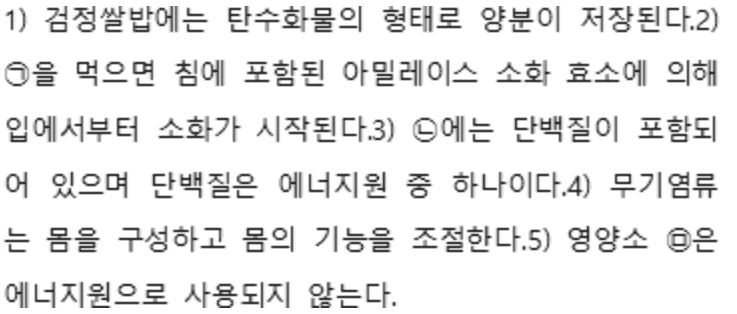 1) 검정쌀밥에는 탄수화물의 형태로 양분이 저장된다.2)
㉠을 먹으면 침에 포함된 아밀레이스 소화 효소에 의해
입에서부터 소화가 시작된다.3) ㉡에는 단백질이 포함되
어 있으며 단백질은 에너지원 중 하나이다.4) 무기염류
는 몸을 구성하고 몸의 기능을 조절한다.5) 영양소 ㉤은
에너지원으로 사용되지 않는다.